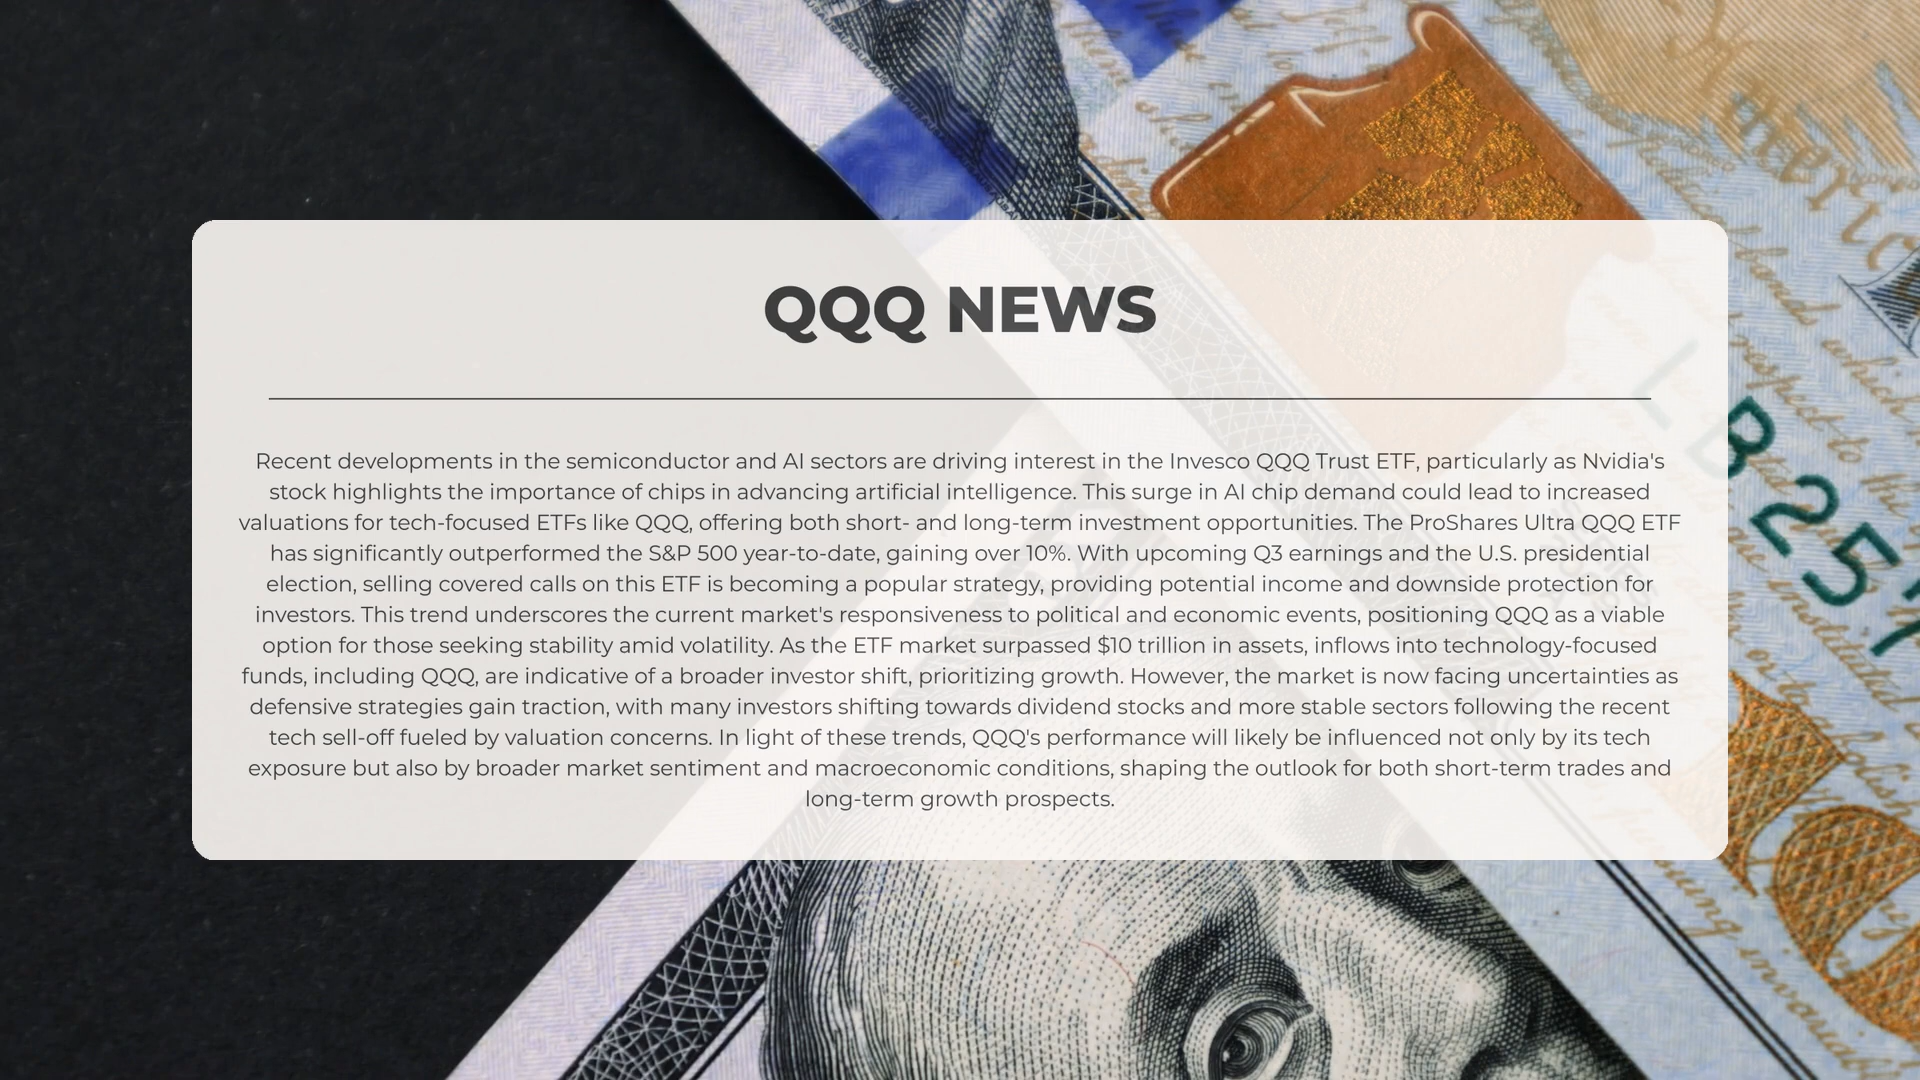 QQQ NEWS
Recent developments in the semiconductor and AI sectors are driving interest in the Invesco QQQ Trust ETF, particularly as Nvidia's
stock highlights the importance of chips in advancing artificial intelligence. This surge in AI chip demand could lead to increased
valuations for tech-focused ETFs like QQQ, offering both short- and long-term investment opportunities. The ProShares Ultra QQQ ETF
has significantly outperformed the S&P 500 year-to-date, gaining over 10%. With upcoming Q3 earnings and the U.S. presidential
election, selling covered calls on this ETF is becoming a popular strategy, providing potential income and downside protection for
investors. This trend underscores the current market's responsiveness to political and economic events, positioning QQQ as a viable
option for those seeking stability amid volatility. As the ETF market surpassed $10 trillion in assets, inflows into technology-focused
funds, including QQQ, are indicative of a broader investor shift, prioritizing growth. However, the market is now facing uncertainties as
defensive strategies gain traction, with many investors shifting towards dividend stocks and more stable sectors following the recent
tech sell-off fueled by valuation concerns. In light of these trends, QQQ's performance will likely be influenced not only by its tech
exposure but also by broader market sentiment and macroeconomic conditions, shaping the outlook for both short-term trades and
long-term growth prospects.
LB25